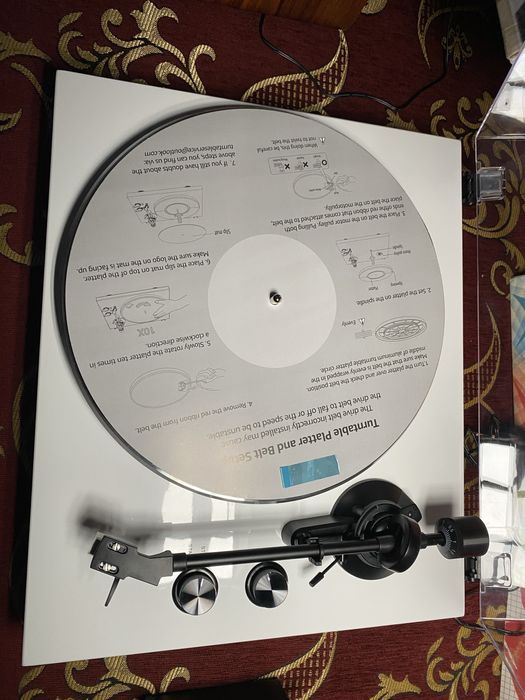 Turntable Platter and Belt Setup
The drive belt incorrectly installed may cause
the drive belt to fall off or the speed to be unstable.
1.Turn the platter over and check the belt position.
Make sure that the belt is evenly wrapped in the
middle of aluminum turntable platter circle.
Evenly
2. Set the platter on the spindle.
Platter
Spindle
Motor pulley
3. Place the belt on the motor pulley. Pulling both
ends the red ribbon that comes attached to the belt, the
place the belt on the motorpully.
When doing this, be careful
not to twist the belt.
4. Remove the red ribbon from the belt.
5. Slowly rotate the platter ten times in
a clockwise direction.
10X
6. Place the slip mat on top of the platter.
Make sure the logo on the mat is facing up.
Slip mat
7. If you still have doubts about the
above steps you can find us via:
turntableservice@outlook.com